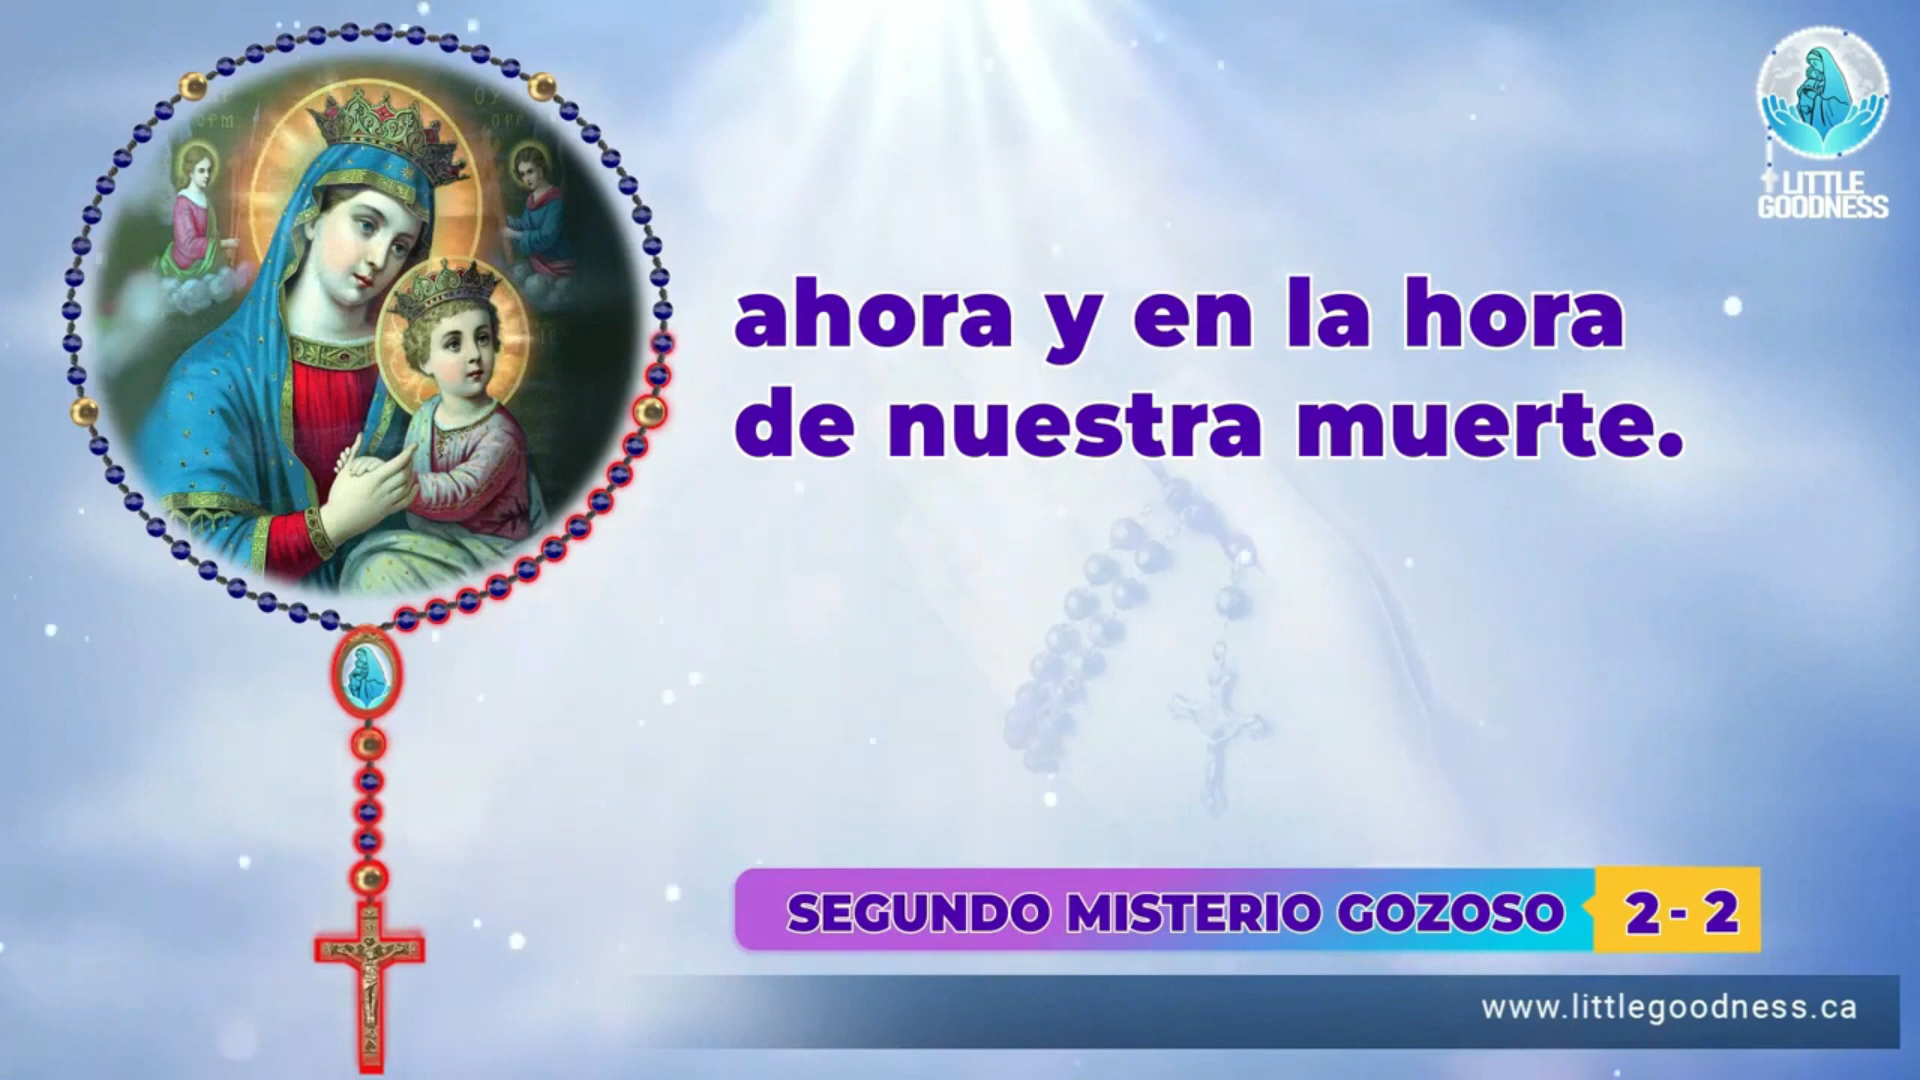 LITTLE
GOODNESS
ahora y en la hora
de nuestra muerte.
SEGUNDO MISTERIO GOZOSO 2 - 2
www.littlegoodness.ca